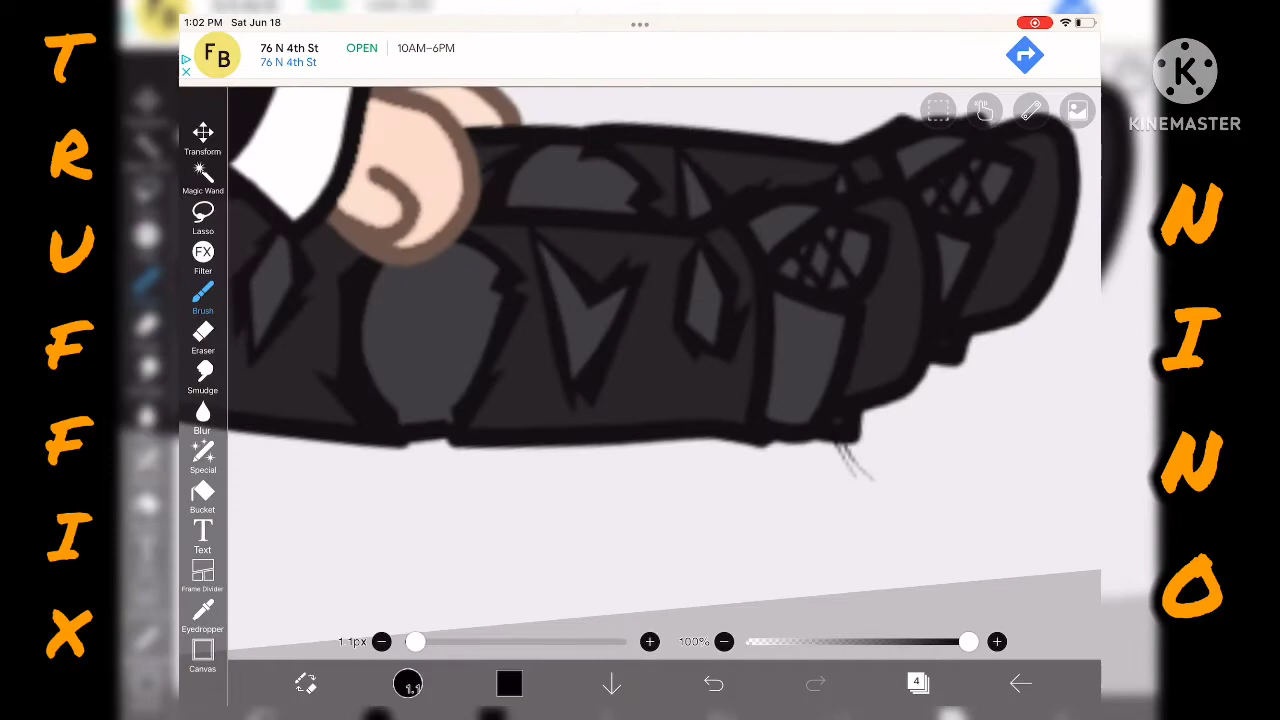 TRUFFIX
1:02 PM Sat Jun 18
FB
76 N 4th St OPEN 10AM–6PM
76 N 4th St
Transform
Magic Wand
Lasso
FX
Filter
Brush
Eraser
Smudge
Blur
Special
Bucket
T
Text
Frame Divider
Eyedropper
Canvas
1.1px
100%
1.1
4
K
KINEMASTER
NINO